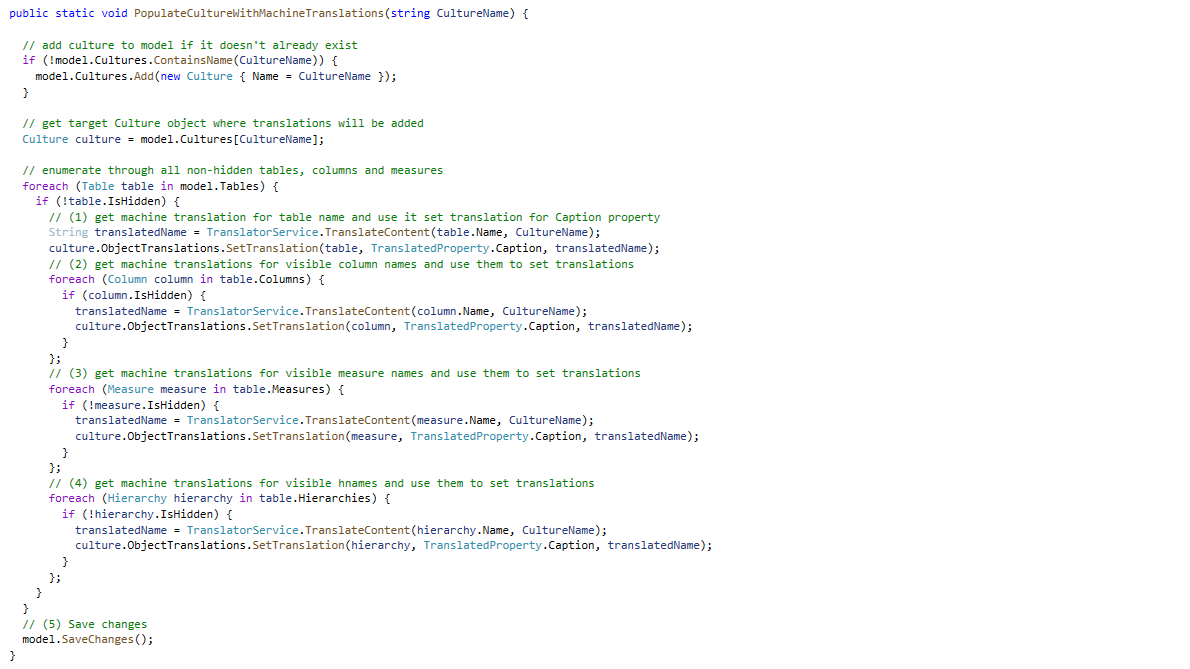 public static void PopulateCultureWithMachineTranslations(string CultureName) {
// add culture to model if it doesn't already exist
if (!model.Cultures.ContainsName(CultureName)) {
model.Cultures.Add(new Culture { Name = CultureName });
}
// get target Culture object where translations will be added
Culture culture = model.Cultures[CultureName];
// enumerate through all non-hidden tables, columns and measures
foreach (Table table in model.Tables) {
if (!table.IsHidden) {
// (1) get machine translation for table name and use it set translation for Caption property
String translatedName = TranslatorService.TranslateContent(table.Name, CultureName);
culture.ObjectTranslations.SetTranslation(table, TranslatedProperty.Caption, translatedName);
// (2) get machine translations for visible column names and use them to set translations
foreach (Column column in table.Columns) {
if (column.IsHidden) {
translatedName = TranslatorService.TranslateContent(column.Name, CultureName);
culture.ObjectTranslations.SetTranslation(column, TranslatedProperty.Caption, translatedName);
}
};
// (3) get machine translations for visible measure names and use them to set translations
foreach (Measure measure in table.Measures) {
if (!measure.IsHidden) {
translatedName = TranslatorService.TranslateContent(measure.Name, CultureName);
culture.ObjectTranslations.SetTranslation(measure, TranslatedProperty.Caption, translatedName);
}
};
// (4) get machine translations for visible hnames and use them to set translations
foreach (Hierarchy hierarchy in table.Hierarchies) {
if (!hierarchy.IsHidden) {
translatedName = TranslatorService.TranslateContent(hierarchy.Name, CultureName);
culture.ObjectTranslations.SetTranslation(hierarchy, TranslatedProperty.Caption, translatedName);
}
};
}
}
// (5) Save changes
model.SaveChanges();
}